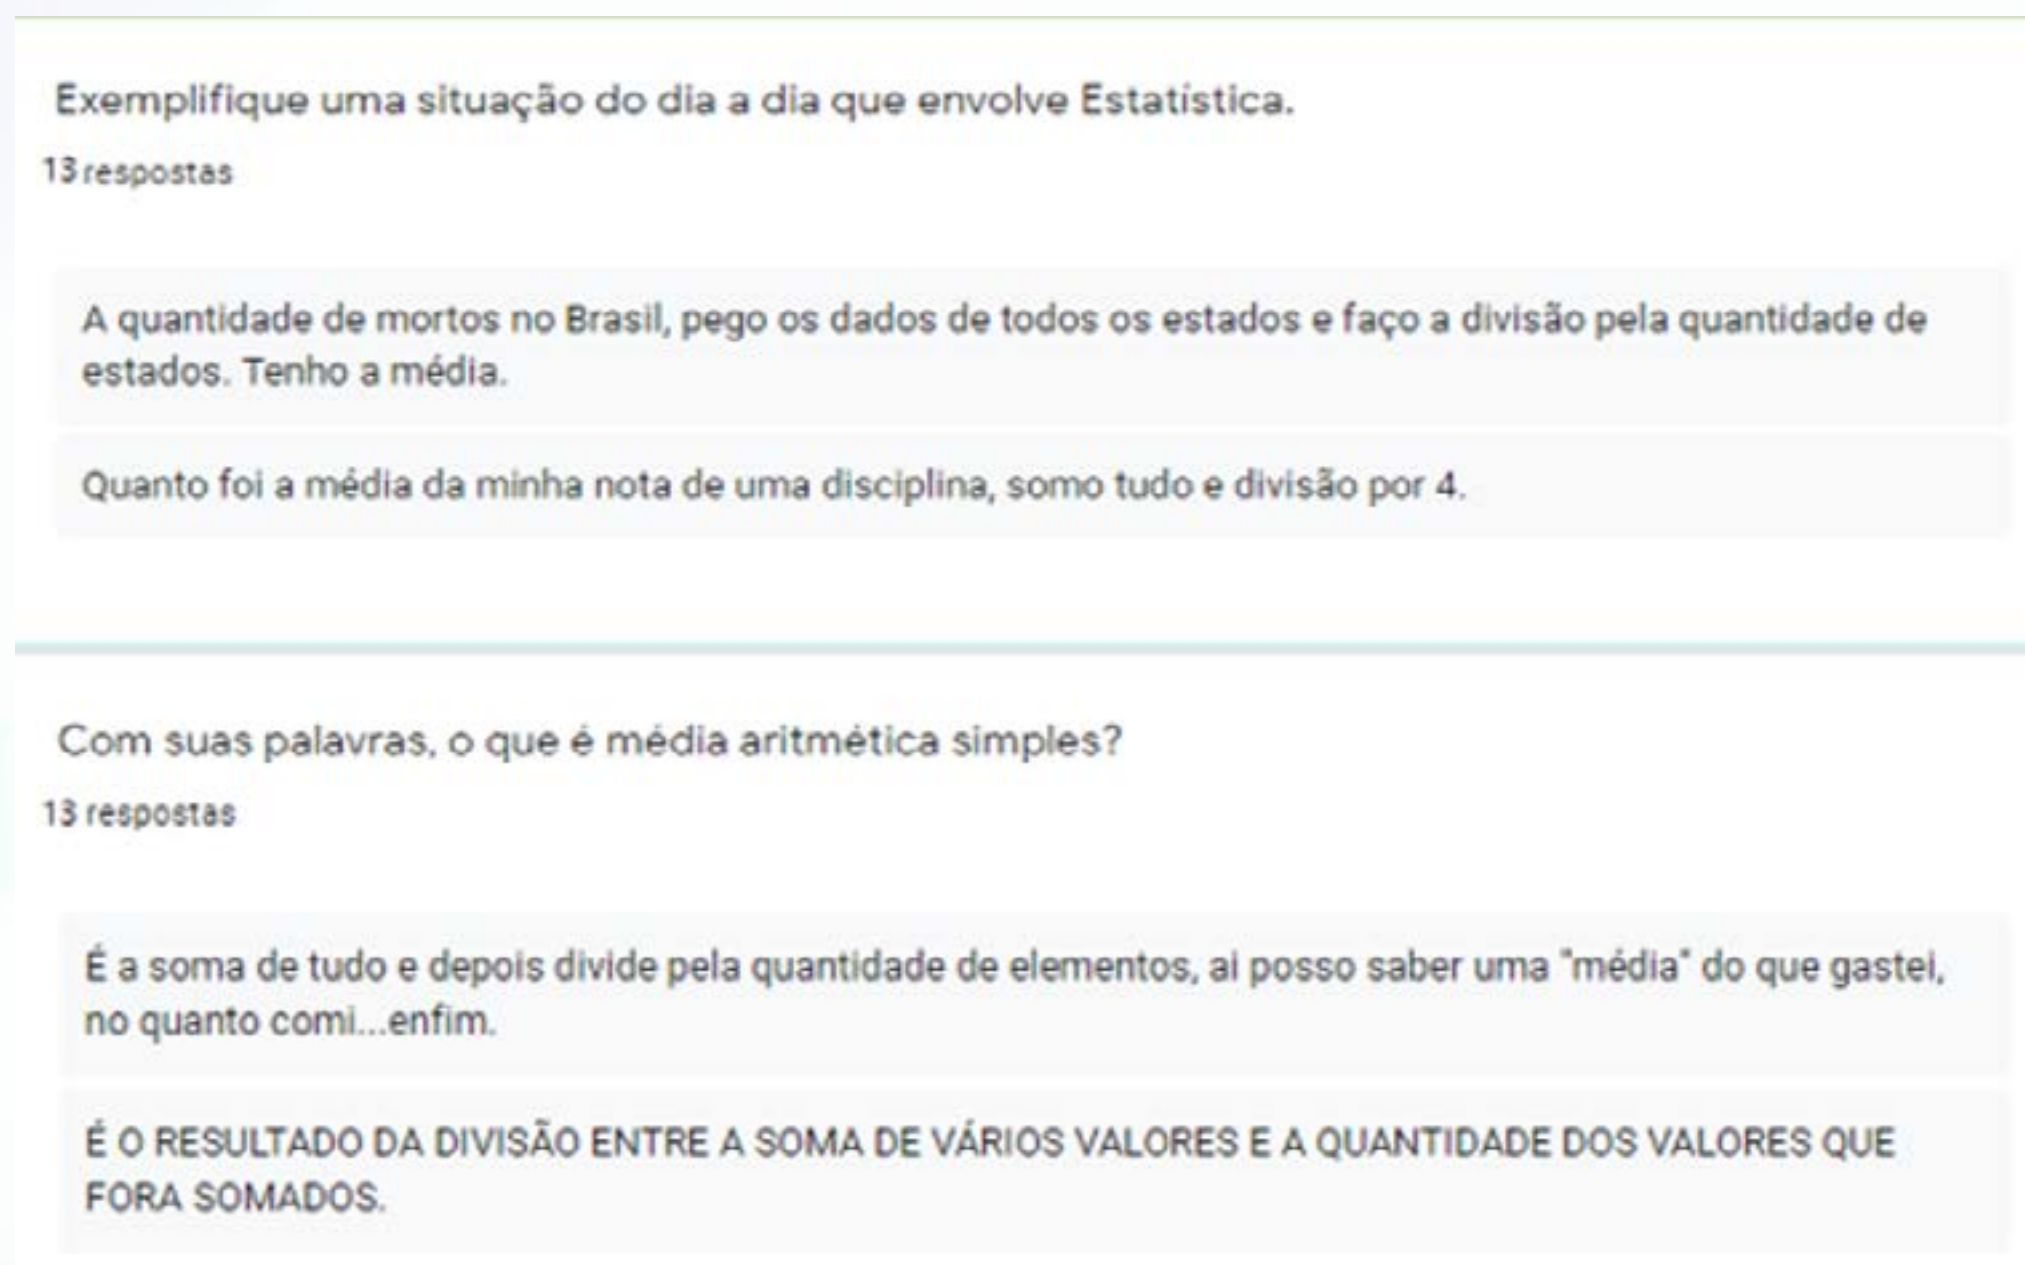 Exemplifique uma situação do dia a dia que envolve Estatística.
13 respostas
A quantidade de mortos no Brasil, pego os dados de todos os estados e faço a divisão pela quantidade de
estados. Tenho a média.
Quanto foi a média da minha nota de uma disciplina, somo tudo e divisão por 4.
Com suas palavras, o que é média aritmética simples?
13 respostas
É a soma de tudo e depois divide pela quantidade de elementos, ai posso saber uma "média" do que gastei,
no quanto comi...enfim.
É O RESULTADO DA DIVISÃO ENTRE A SOMA DE VÁRIOS VALORES E A QUANTIDADE DOS VALORES QUE
FORA SOMADOS.